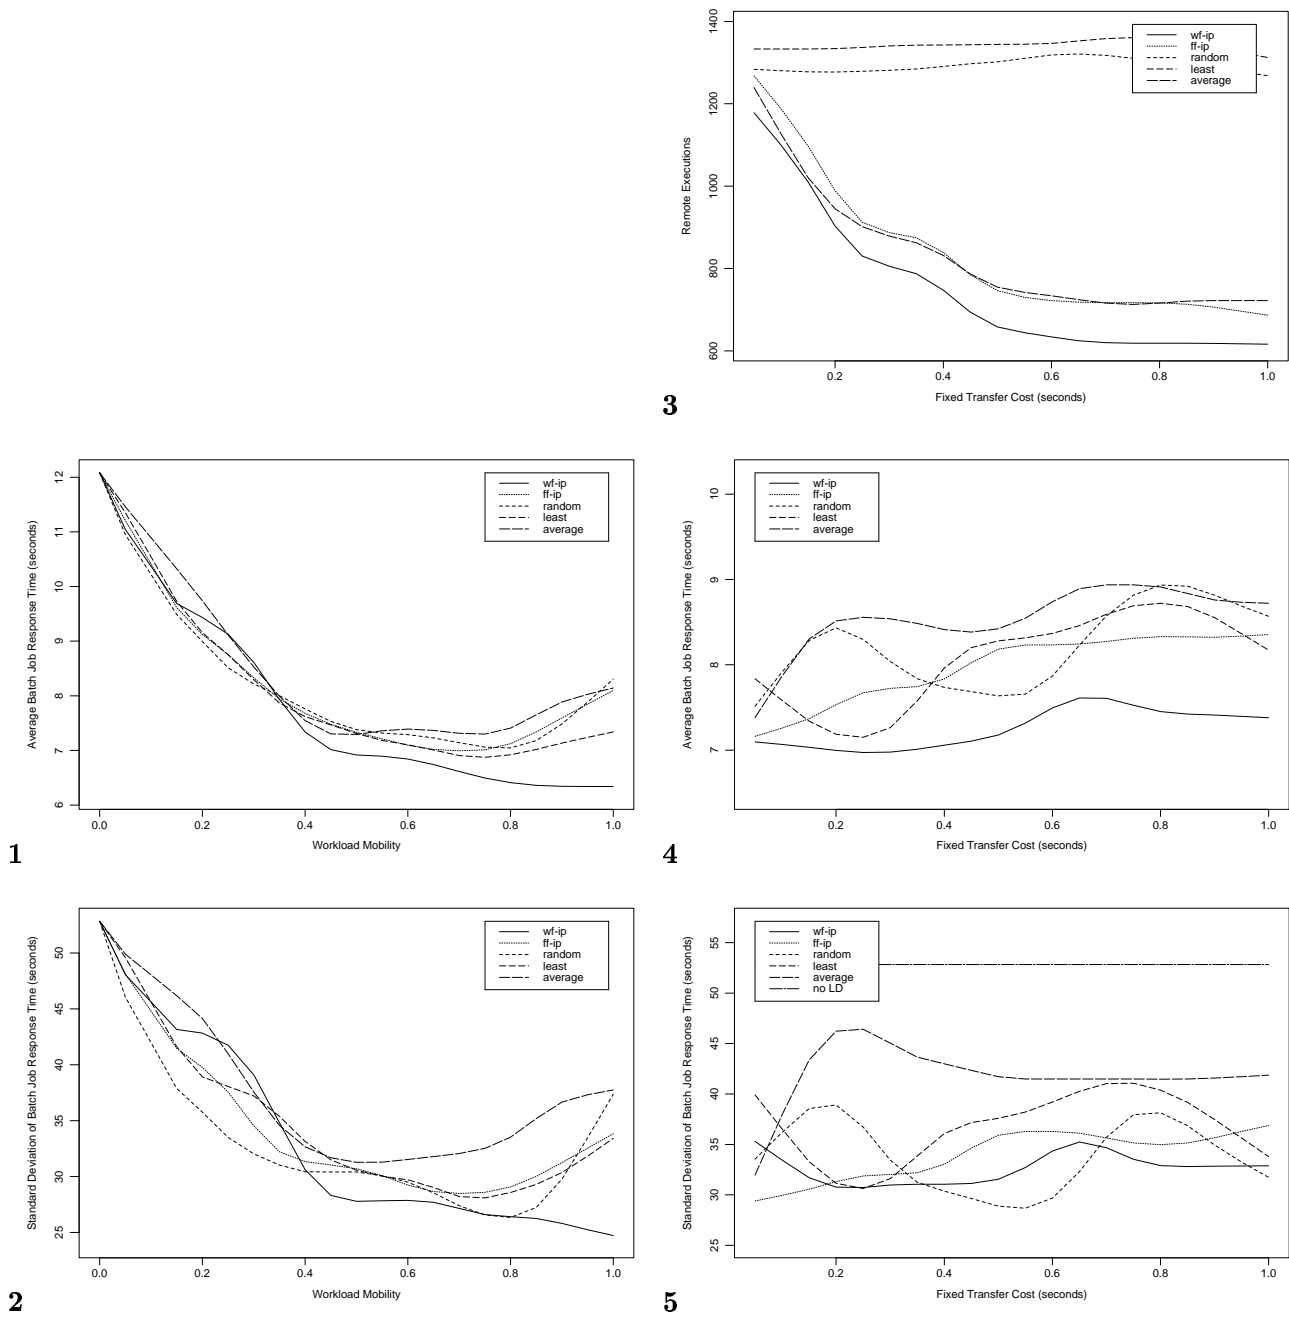 1400
1200
1000
800
600
Remote Executions
wf-ip
ff-ip
random
least
average
0.2 0.4 0.6 0.8 1.0
Fixed Transfer Cost (seconds)
3
12
11
10
9
8
7
6
Average Batch Job Response Time (seconds)
wf-ip
ff-ip
random
least
average
0.0 0.2 0.4 0.6 0.8 1.0
Workload Mobility
1
10
9
8
7
Average Batch Job Response Time (seconds)
wf-ip
ff-ip
random
least
average
0.2 0.4 0.6 0.8 1.0
Fixed Transfer Cost (seconds)
4
50
45
40
35
30
25
Standard Deviation of Batch Job Response Time (seconds)
wf-ip
ff-ip
random
least
average
0.0 0.2 0.4 0.6 0.8 1.0
Workload Mobility
2
55
50
45
40
35
30
25
Standard Deviation of Batch Job Response Time (seconds)
wf-ip
ff-ip
random
least
average
no LD
0.2 0.4 0.6 0.8 1.0
Fixed Transfer Cost (seconds)
5